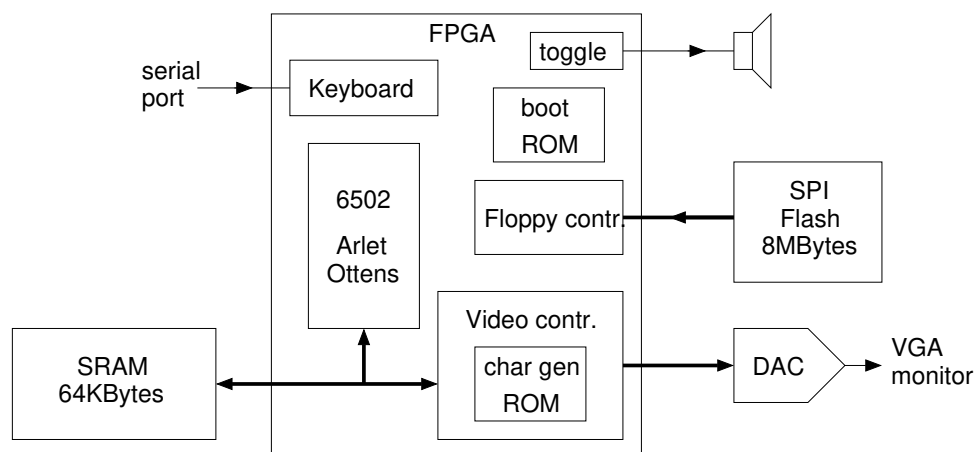 FPGA
toggle
serial
port
Keyboard
boot
ROM
6502
Arlet
Ottens
Floppy contr.
SPI
Flash
8MBytes
Video contr.
char gen
ROM
SRAM
64KBytes
DAC
VGA
monitor